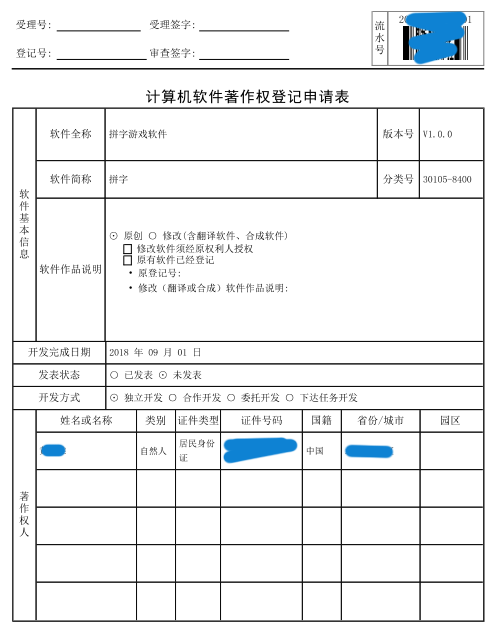 受理号:
受理签字:
登记号:
审查签字:
流水号
计算机软件著作权登记申请表
软件基本信息
软件全称 拼字游戏软件 版本号 V1.0.0
软件简称 拼字 分类号 30105-8400
软件作品说明
⊙ 原创 ○ 修改(含翻译软件、合成软件)
□ 修改软件须经原权利人授权
□ 原有软件已经登记
• 原登记号:
• 修改（翻译或合成）软件作品说明:
开发完成日期 2018 年 09 月 01 日
发表状态 ○ 已发表 ⊙ 未发表
开发方式 ⊙ 独立开发 ○ 合作开发 ○ 委托开发 ○ 下达任务开发
著作权人
姓名或名称 类别 证件类型 证件号码 国籍 省份/城市 园区
自然人 居民身份证 中国